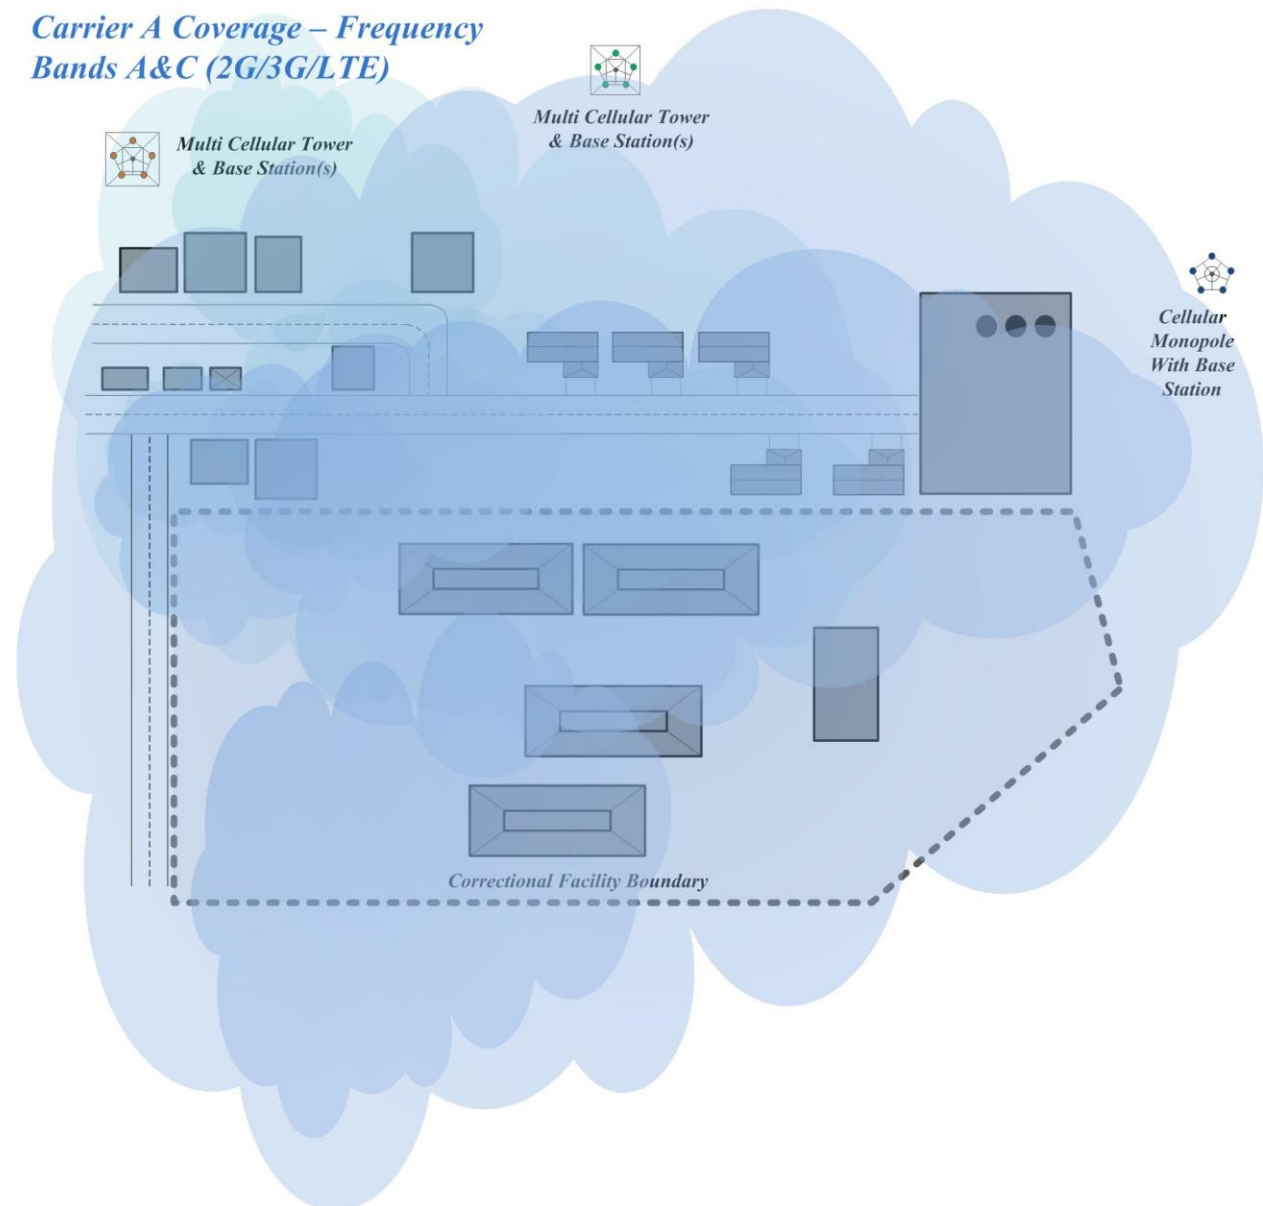 Carrier A Coverage – Frequency
Bands A&C (2G/3G/LTE)
Multi Cellular Tower
& Base Station(s)
Multi Cellular Tower
& Base Station(s)
Cellular
Monopole
With Base
Station
Correctional Facility Boundary